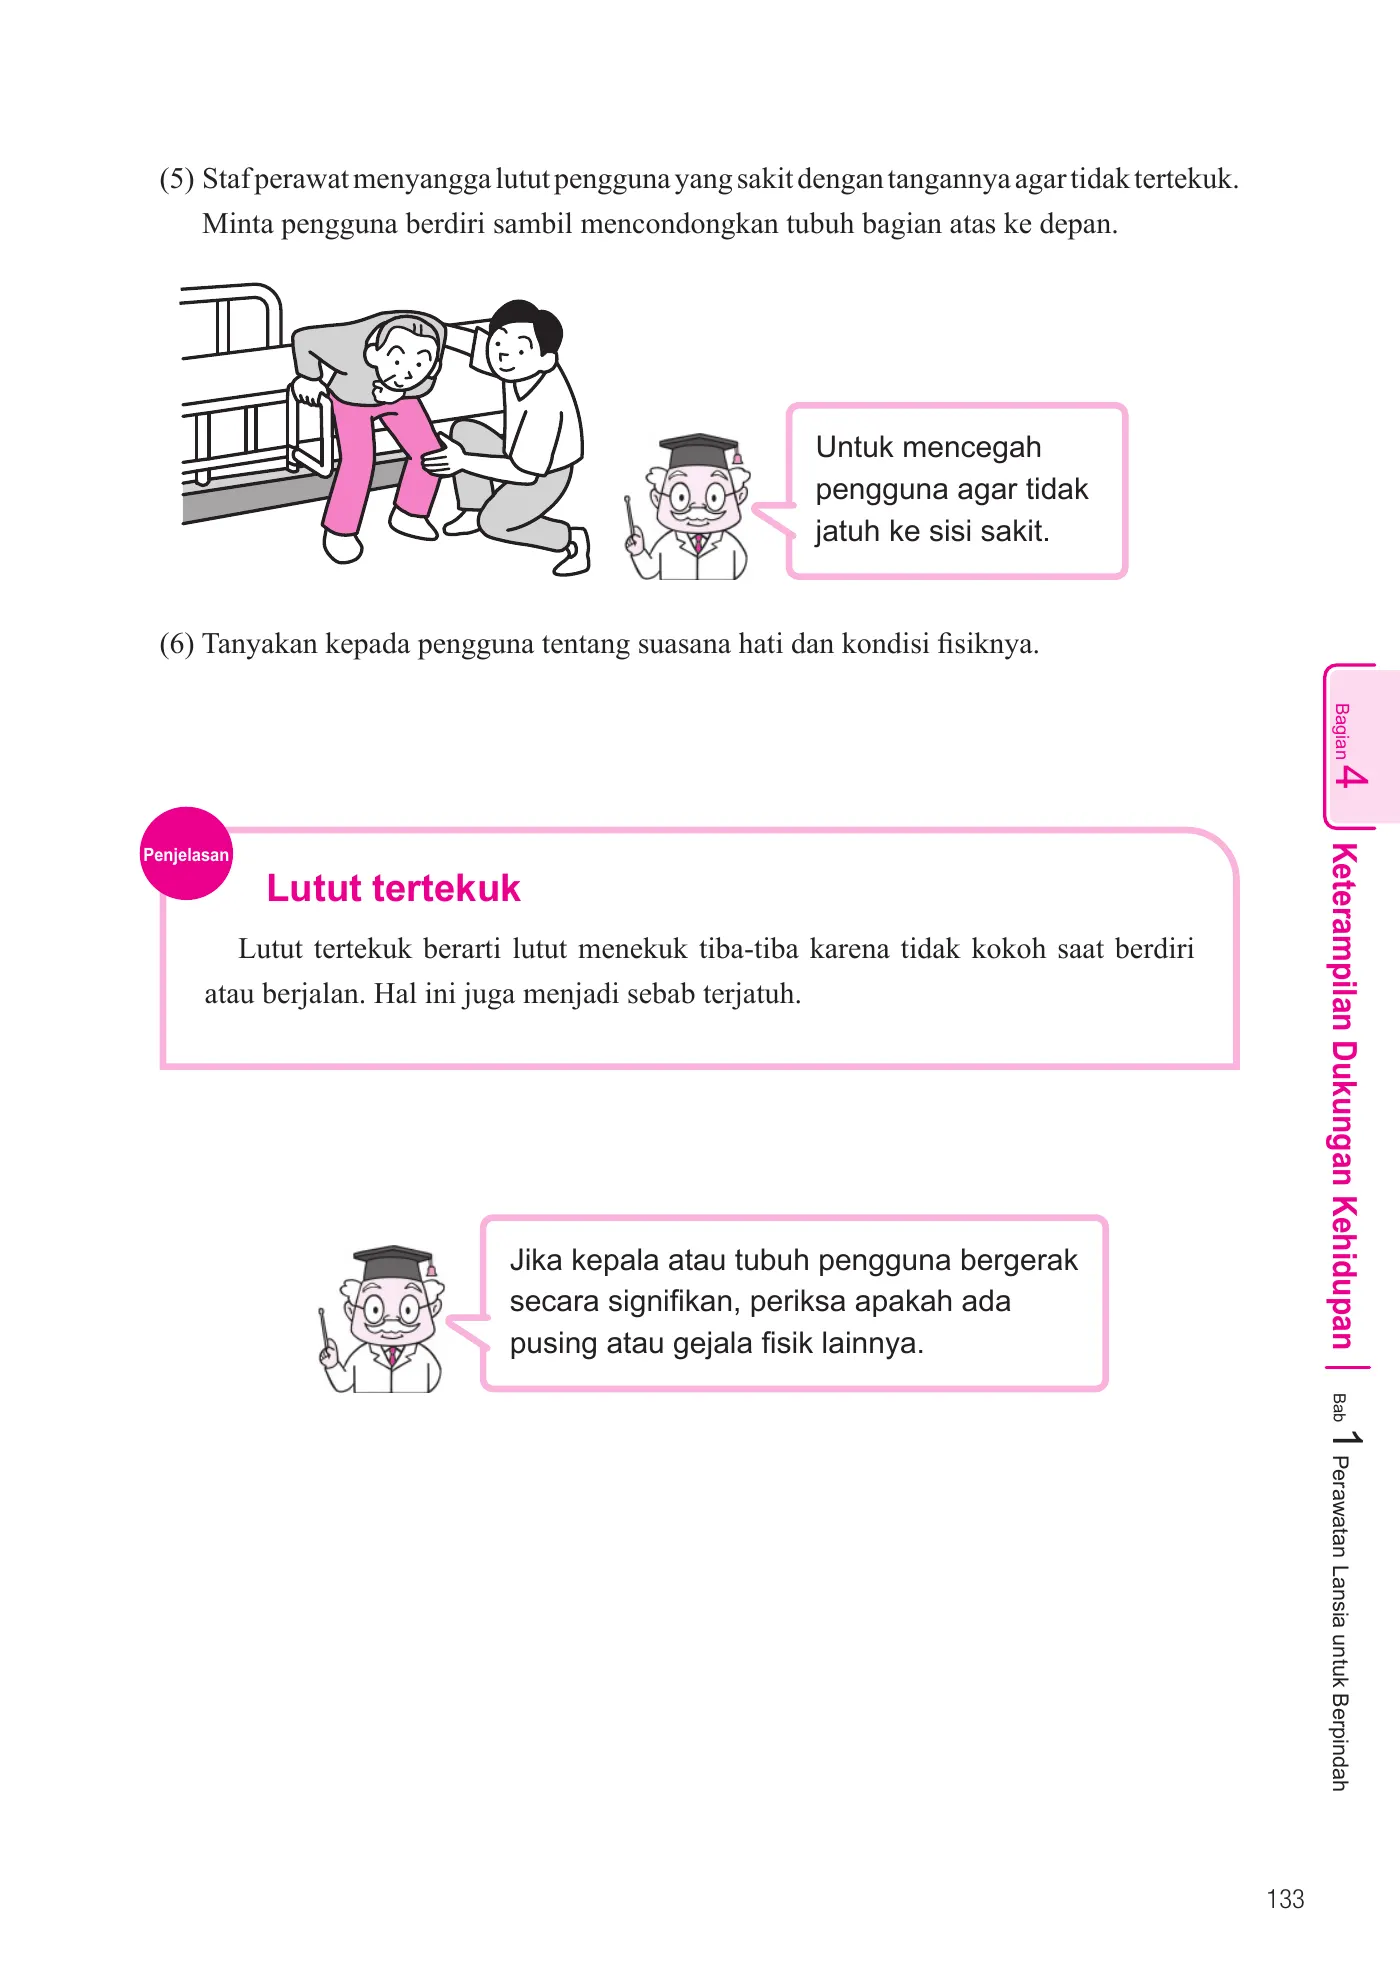 (5) Staf perawat menyangga lutut pengguna yang sakit dengan tangannya agar tidak tertekuk.
Minta pengguna berdiri sambil mencondongkan tubuh bagian atas ke depan.
Untuk mencegah
pengguna agar tidak
jatuh ke sisi sakit.
(6) Tanyakan kepada pengguna tentang suasana hati dan kondisi fisiknya.
Penjelasan
Lutut tertekuk
Lutut tertekuk berarti lutut menekuk tiba-tiba karena tidak kokoh saat berdiri
atau berjalan. Hal ini juga menjadi sebab terjatuh.
Jika kepala atau tubuh pengguna bergerak
secara signifikan, periksa apakah ada
pusing atau gejala fisik lainnya.
Bagian 4 Keterampilan Dukungan Kehidupan
Bab 1 Perawatan Lansia untuk Berpindah
133